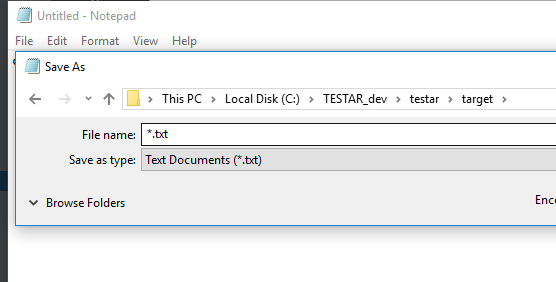 Untitled - Notepad
File Edit Format View Help
Save As
This PC > Local Disk (C:) > TESTAR_dev > testar > target >
File name: *.txt
Save as type: Text Documents (*.txt)
Browse Folders